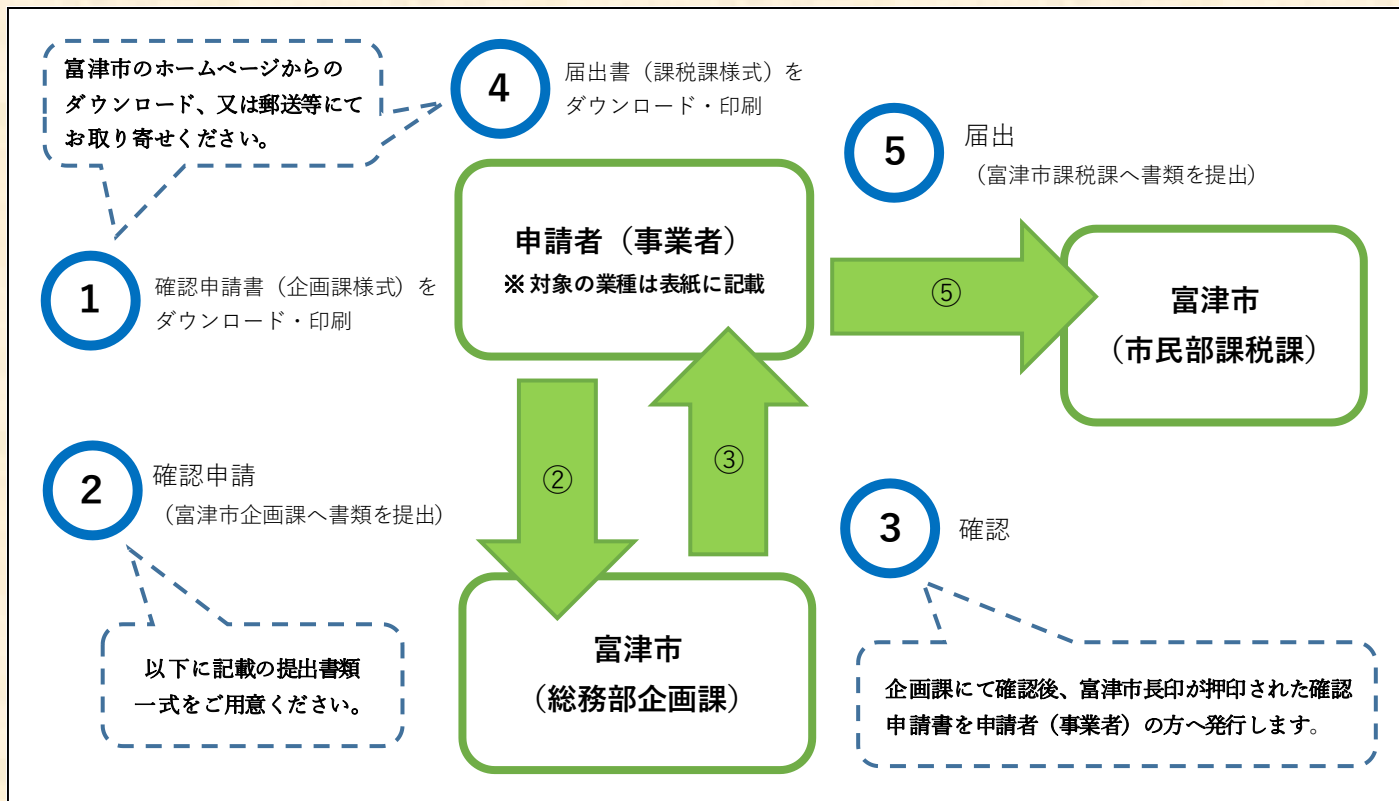 富津市のホームページからの
ダウンロード、又は郵送等にて
お取り寄せください。
4
届出書（課税課様式）を
ダウンロード・印刷
5
届出
（富津市課税課へ書類を提出）
申請者（事業者）
※対象の業種は表紙に記載
1
確認申請書（企画課様式）を
ダウンロード・印刷
⑤
富津市
（市民部課税課）
2
確認申請
（富津市企画課へ書類を提出）
②
③
3
確認
以下に記載の提出書類
一式をご用意ください。
富津市
（総務部企画課）
企画課にて確認後、富津市長印が押印された確認
申請書を申請者（事業者）の方へ発行します。